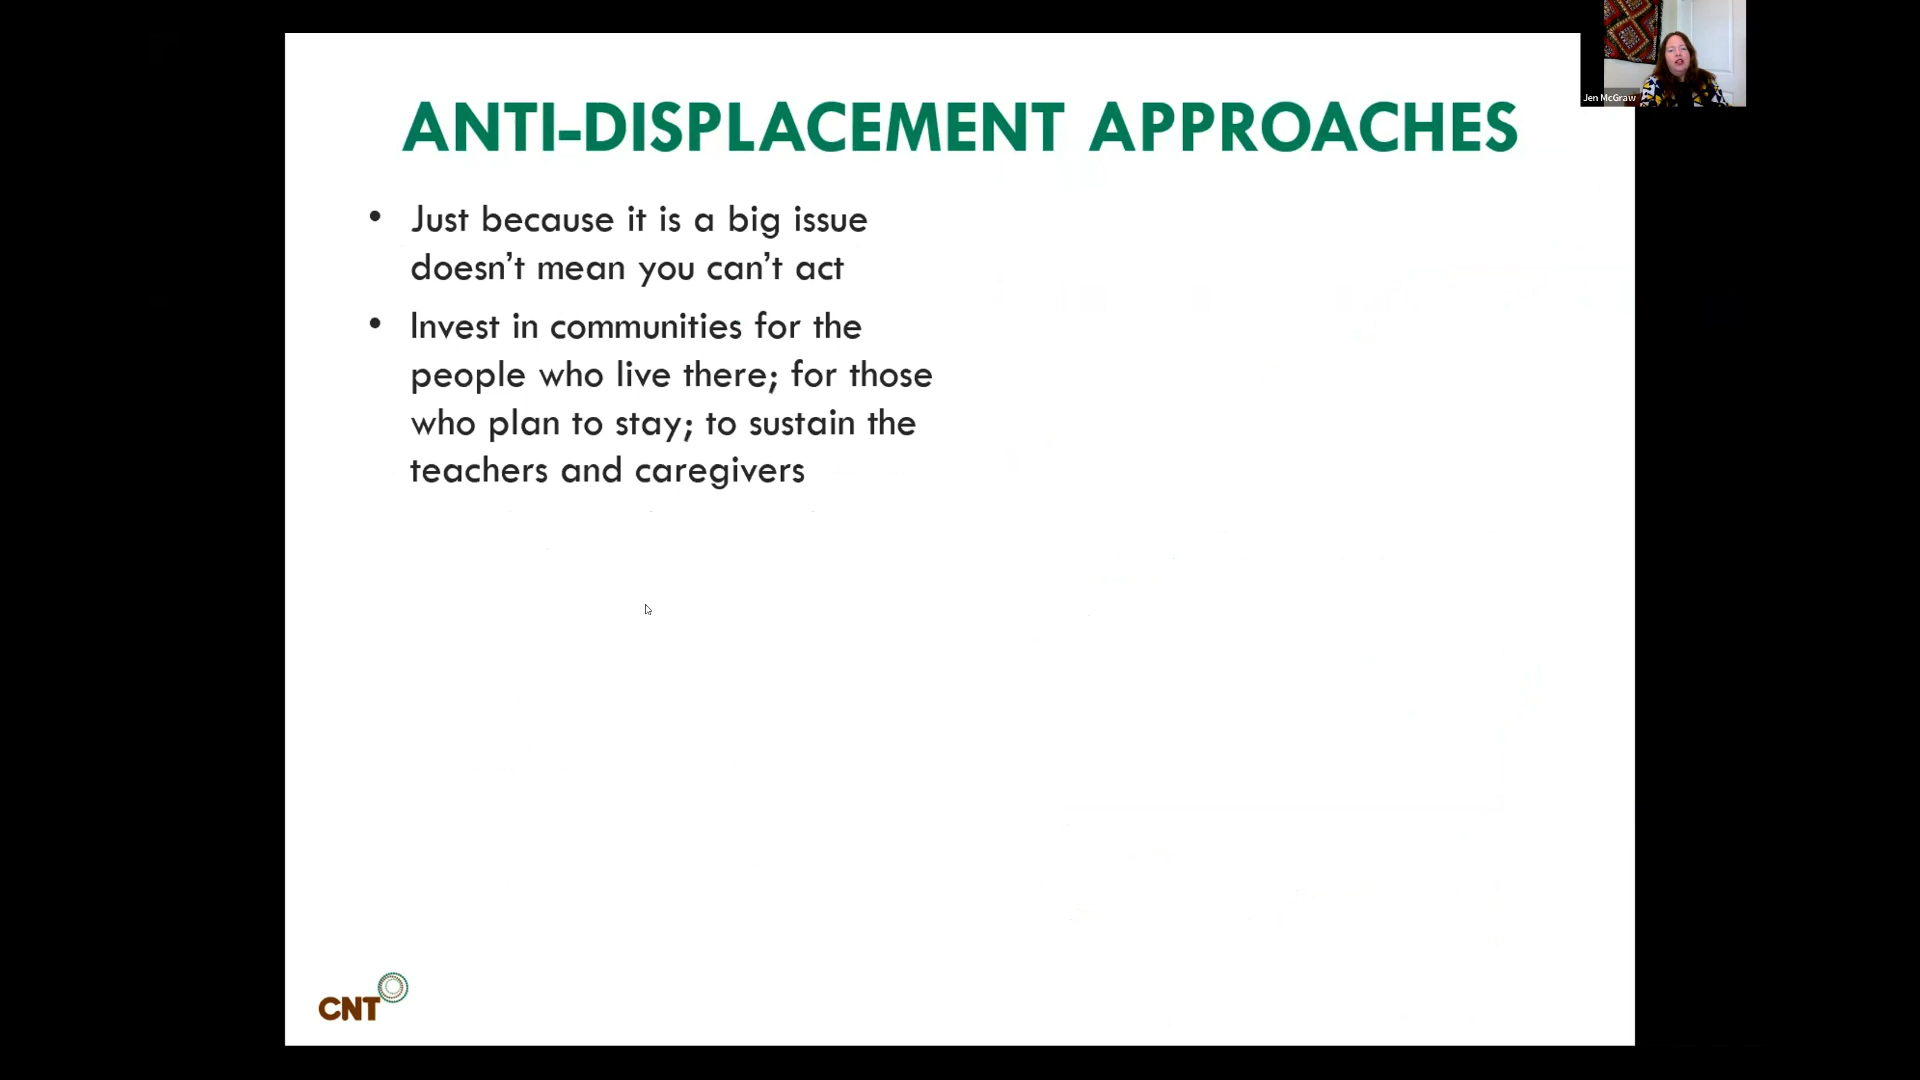 ANTI-DISPLACEMENT APPROACHES
Jen McGraw
• Just because it is a big issue
doesn’t mean you can’t act
• Invest in communities for the
people who live there; for those
who plan to stay; to sustain the
teachers and caregivers
CNT